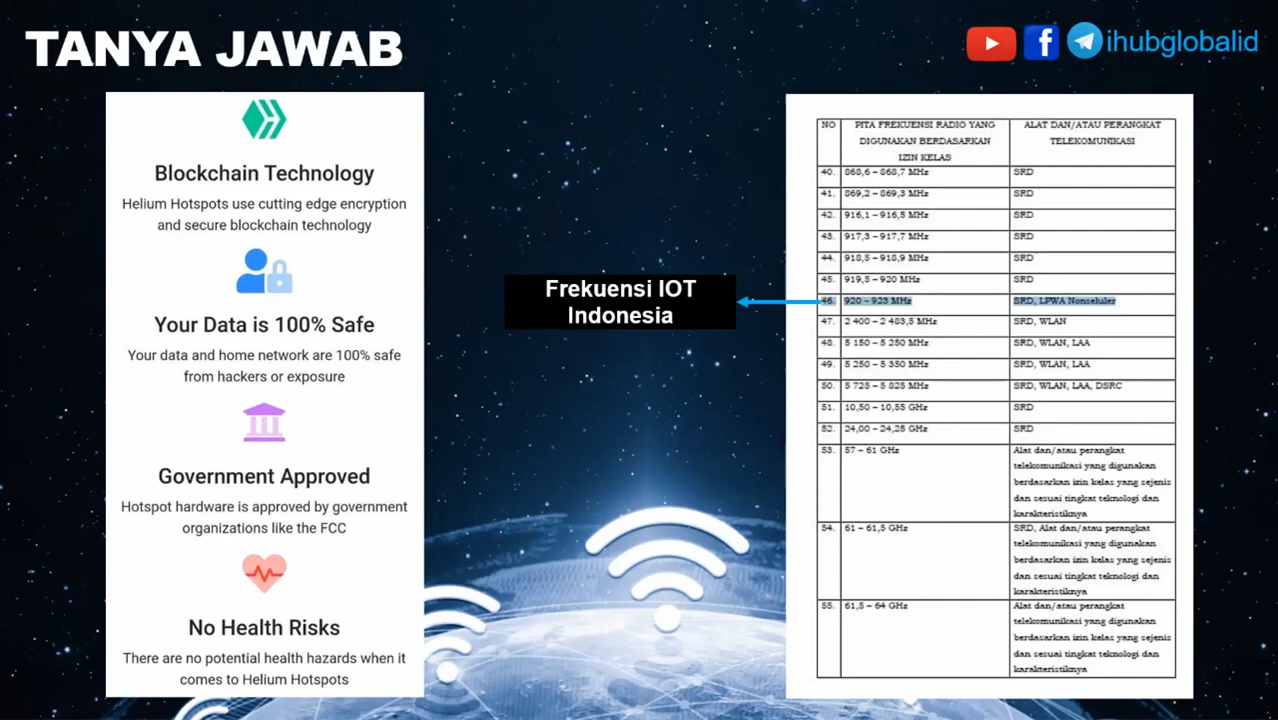 TANYA JAWAB
ihubglobalid
Blockchain Technology
Helium Hotspots use cutting edge encryption
and secure blockchain technology
Your Data is 100% Safe
Your data and home network are 100% safe
from hackers or exposure
Government Approved
Hotspot hardware is approved by government
organizations like the FCC
No Health Risks
There are no potential health hazards when it
comes to Helium Hotspots
Frekuensi IOT
Indonesia
NO PITA FREKUENSI RADIO YANG ALAT DAN/ATAU PERANGKAT
DIGUNAKAN BERDASARKAN TELEKOMUNIKASI
IZIN KELAS
40. 868,6 – 868,7 MHz SRD
41. 869,2 – 869,3 MHz SRD
42. 916,1 – 916,5 MHz SRD
43. 917,3 – 917,7 MHz SRD
44. 918,5 – 918,9 MHz SRD
45. 919,5 – 920 MHz SRD
46. 920 – 923 MHz SRD, LPWA Nonseluler
47. 2 400 – 2 483,5 MHz SRD, WLAN
48. 5 150 – 5 250 MHz SRD, WLAN, LAA
49. 5 250 – 5 350 MHz SRD, WLAN, LAA
50. 5 725 – 5 825 MHz SRD, WLAN, LAA, DSRC
51. 10,50 – 10,55 GHz SRD
52. 24,00 – 24,25 GHz SRD
53. 57 – 61 GHz Alat dan/atau perangkat
telekomunikasi yang digunakan
berdasarkan izin kelas yang sejenis
dan sesuai tingkat teknologi dan
karakteristiknya
54. 61 – 61,5 GHz SRD, Alat dan/atau perangkat
telekomunikasi yang digunakan
berdasarkan izin kelas yang sejenis
dan sesuai tingkat teknologi dan
karakteristiknya
55. 61,5 – 64 GHz Alat dan/atau perangkat
telekomunikasi yang digunakan
berdasarkan izin kelas yang sejenis
dan sesuai tingkat teknologi dan
karakteristiknya